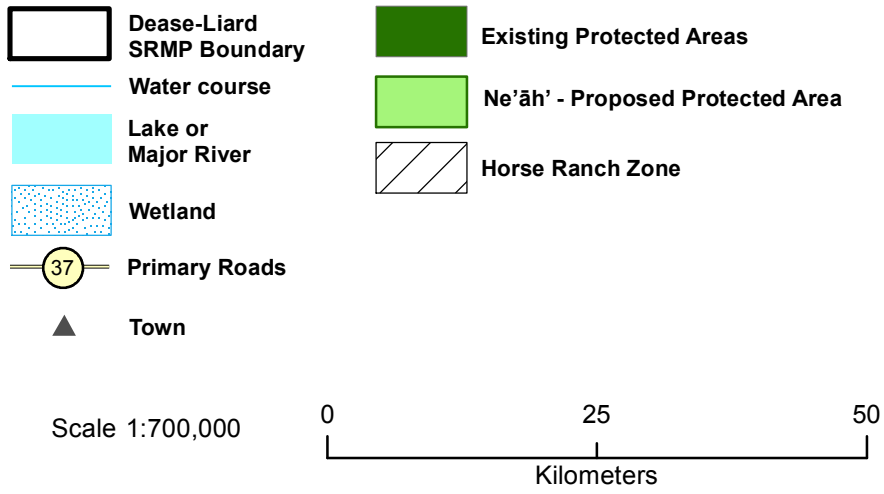 Dease-Liard
SRMP Boundary
Water course
Lake or
Major River
Wetland
37
Primary Roads
Town
Existing Protected Areas
Ne’āh’ - Proposed Protected Area
Horse Ranch Zone
Scale 1:700,000
0 25 50
Kilometers